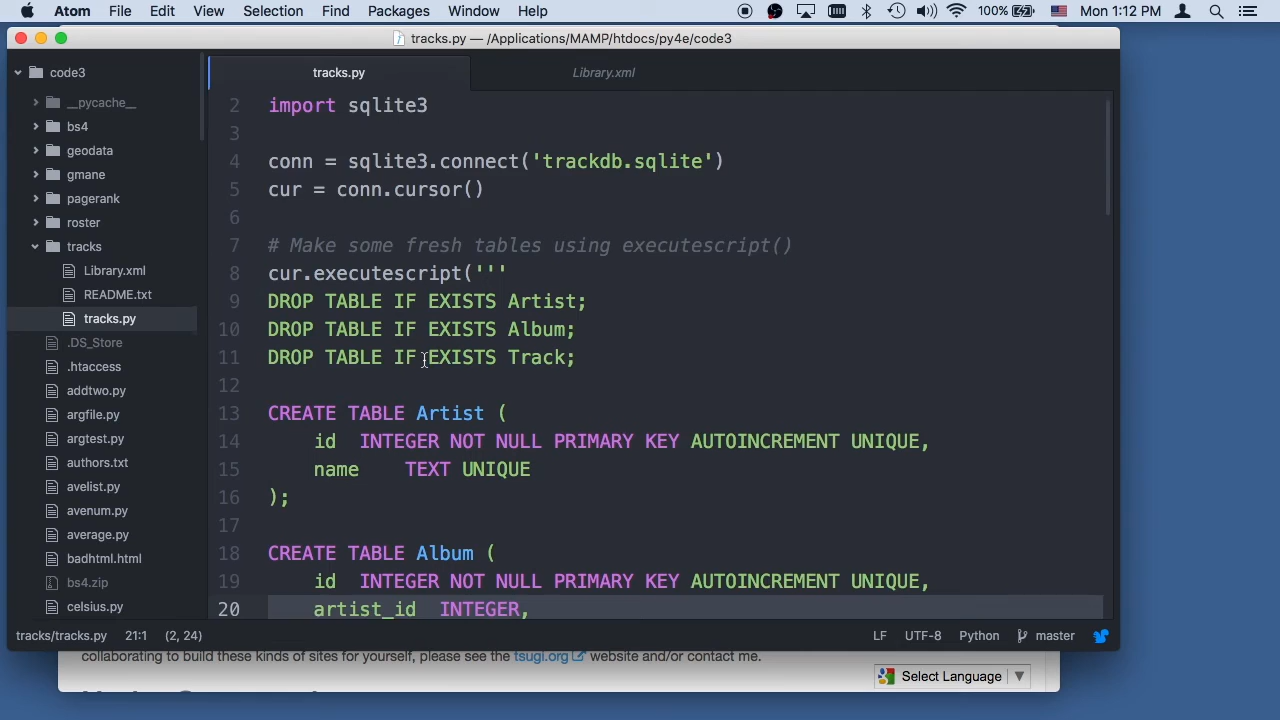 Atom File Edit View Selection Find Packages Window Help 100% Mon 1:12 PM
tracks.py — /Applications/MAMP/htdocs/py4e/code3
code3
tracks.py
Library.xml
__pycache__
bs4
geodata
gmane
pagerank
roster
tracks
Library.xml
README.txt
tracks.py
.DS_Store
.htaccess
addtwo.py
argfile.py
argtest.py
authors.txt
avelist.py
avenum.py
average.py
badhtml.html
bs4.zip
celsius.py
2 import sqlite3
3
4 conn = sqlite3.connect('trackdb.sqlite')
5 cur = conn.cursor()
6
7 # Make some fresh tables using executescript()
8 cur.executescript('''
9 DROP TABLE IF EXISTS Artist;
10 DROP TABLE IF EXISTS Album;
11 DROP TABLE IF EXISTS Track;
12
13 CREATE TABLE Artist (
14 id  INTEGER NOT NULL PRIMARY KEY AUTOINCREMENT UNIQUE,
15 name    TEXT UNIQUE
16 );
17
18 CREATE TABLE Album (
19 id  INTEGER NOT NULL PRIMARY KEY AUTOINCREMENT UNIQUE,
20 artist_id  INTEGER,
tracks/tracks.py 21:1 (2, 24) LF UTF-8 Python master
collaborating to build these kinds of sites for yourself, please see the tsugi.org website and/or contact me.
Select Language